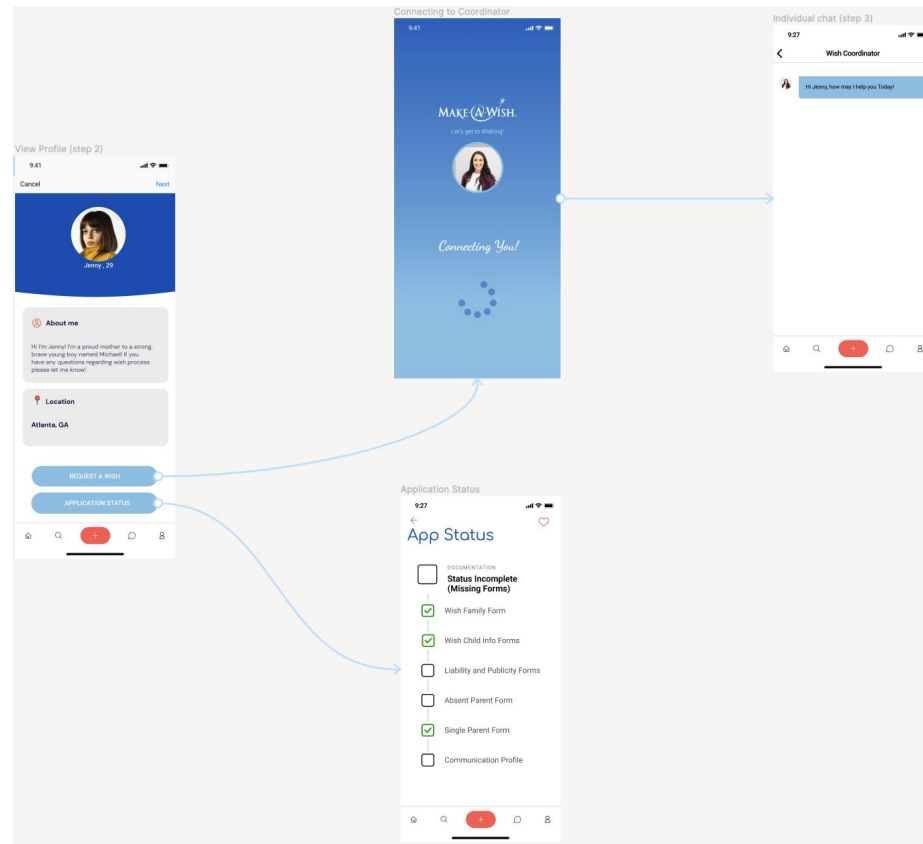 Connecting to Coordinator
9:41
MAKE-A-WISH.
Let's get to Wishing!
Connecting You!
Individual chat (step 3)
9:27
Wish Coordinator
Hi Jenny, how may I help you Today!
View Profile (step 2)
9:41
Cancel
Next
Jenny , 29
About me
Hi I'm Jenny! I'm a proud mother to a strong,
brave young boy named Michael! If you
have any questions regarding wish process
please let me know!
Location
Atlanta, GA
REQUEST A WISH
APPLICATION STATUS
Application Status
9:27
App Status
DOCUMENTATION
Status Incomplete
(Missing Forms)
Wish Family Form
Wish Child Info Forms
Liability and Publicity Forms
Absent Parent Form
Single Parent Form
Communication Profile